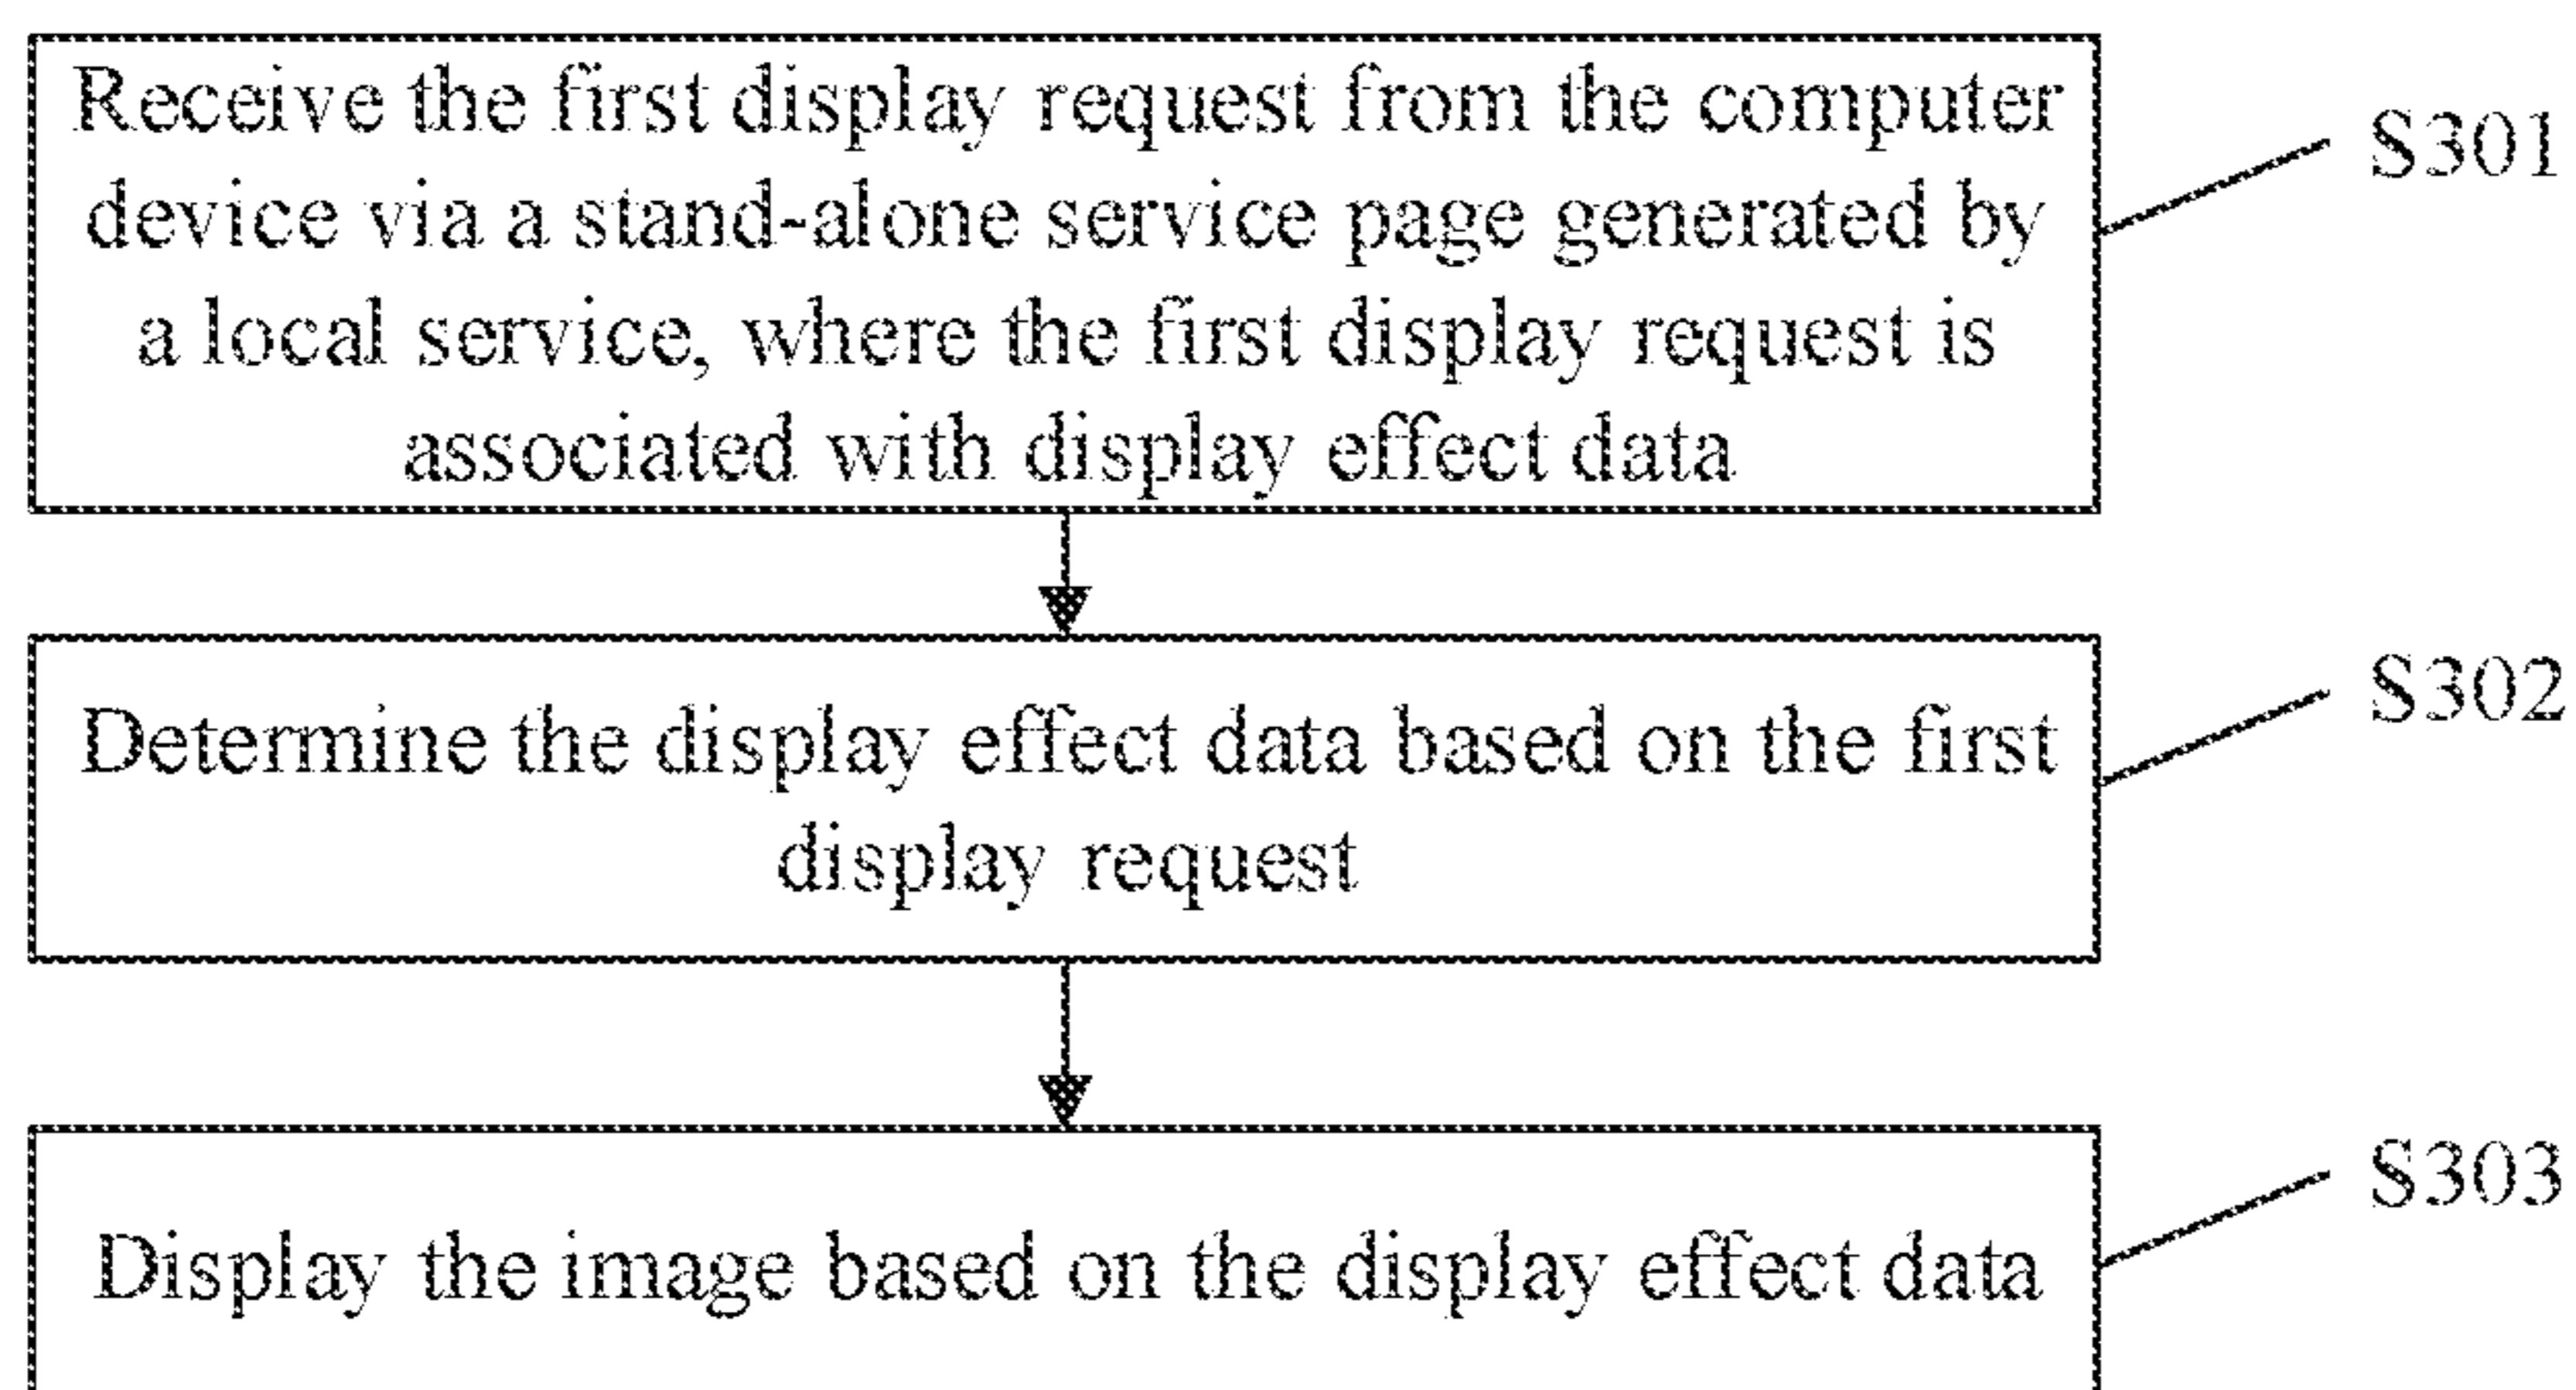 Receive the first display request from the computer
device via a stand-alone service page generated by
a local service, where the first display request is
associated with display effect data
S301
Determine the display effect data based on the first
display request
S302
Display the image based on the display effect data
S303